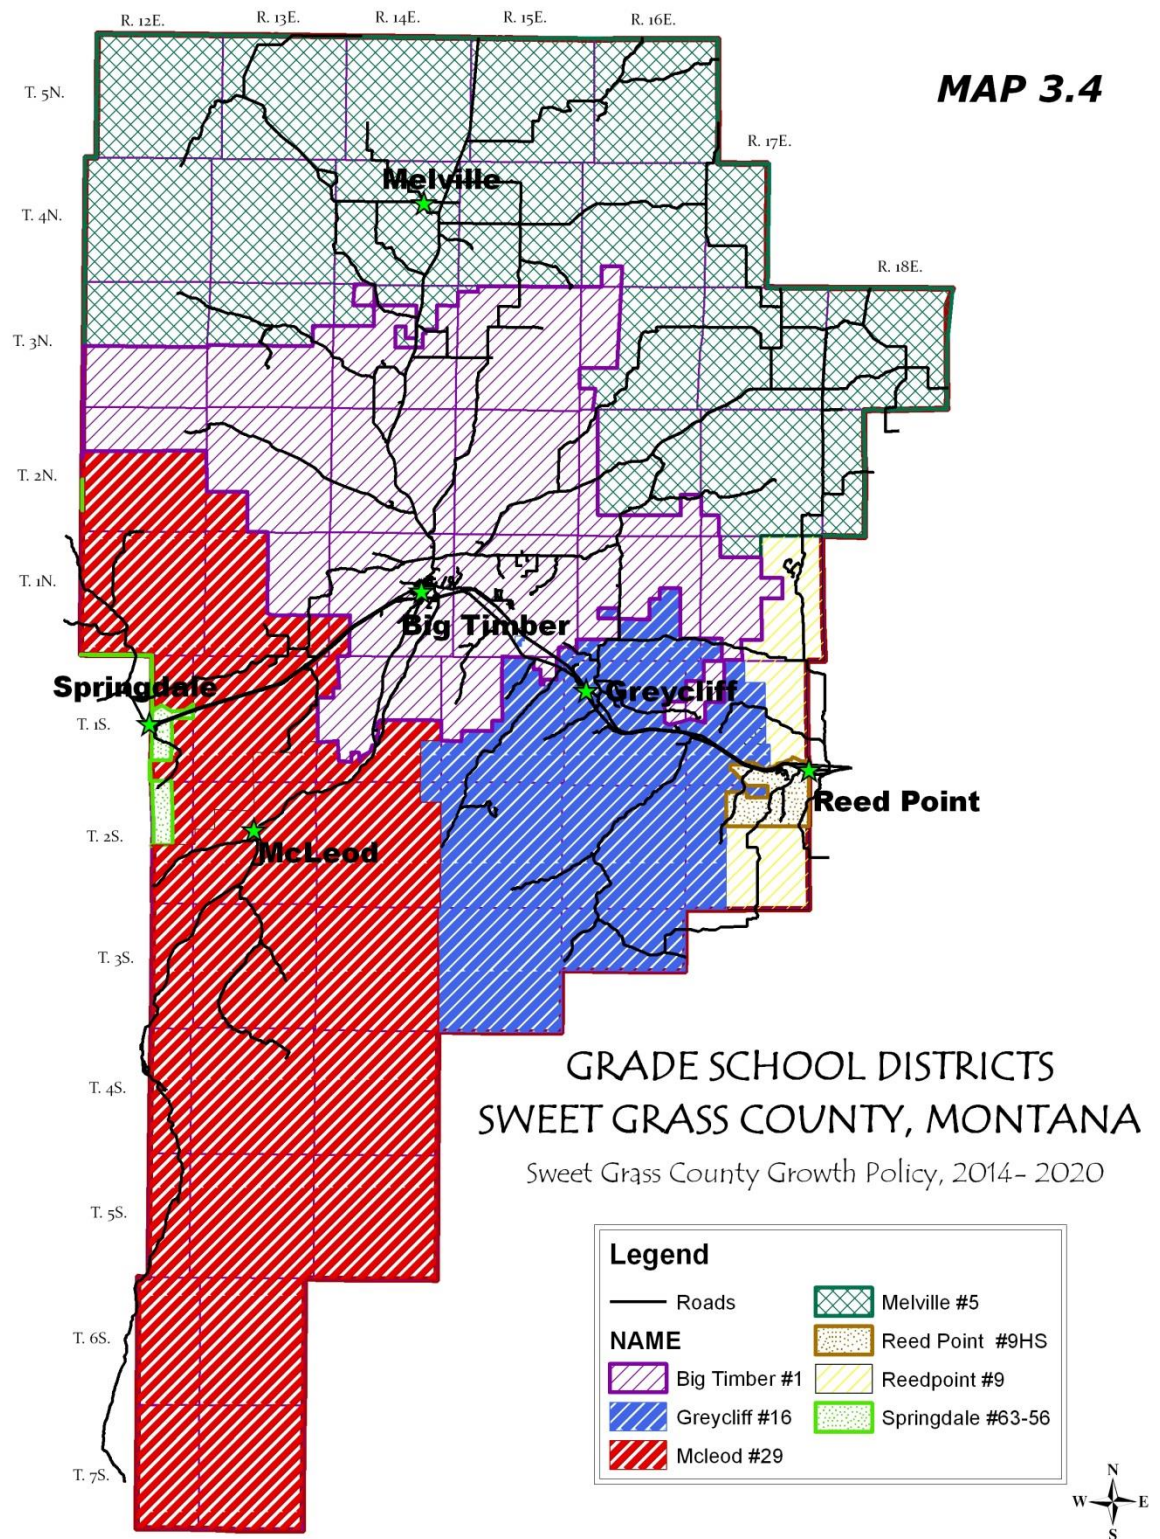 R. 12E.
R. 13E.
R. 14E.
R. 15E.
R. 16E.
MAP 3.4
T. 5N.
R. 17E.
Melville
T. 4N.
R. 18E.
T. 3N.
T. 2N.
T. 1N.
Big Timber
Springdale
Greycliff
T. 1S.
Reed Point
T. 2S.
McLeod
T. 3S.
GRADE SCHOOL DISTRICTS
T. 4S.
SWEET GRASS COUNTY, MONTANA
Sweet Grass County Growth Policy, 2014- 2020
T. 5S.
Legend
Roads
NAME
Big Timber #1
Greycliff #16
Mcleod #29
Melville #5
Reed Point #9HS
Reedpoint #9
Springdale #63-56
T. 6S.
T. 7S.
N
W E
S